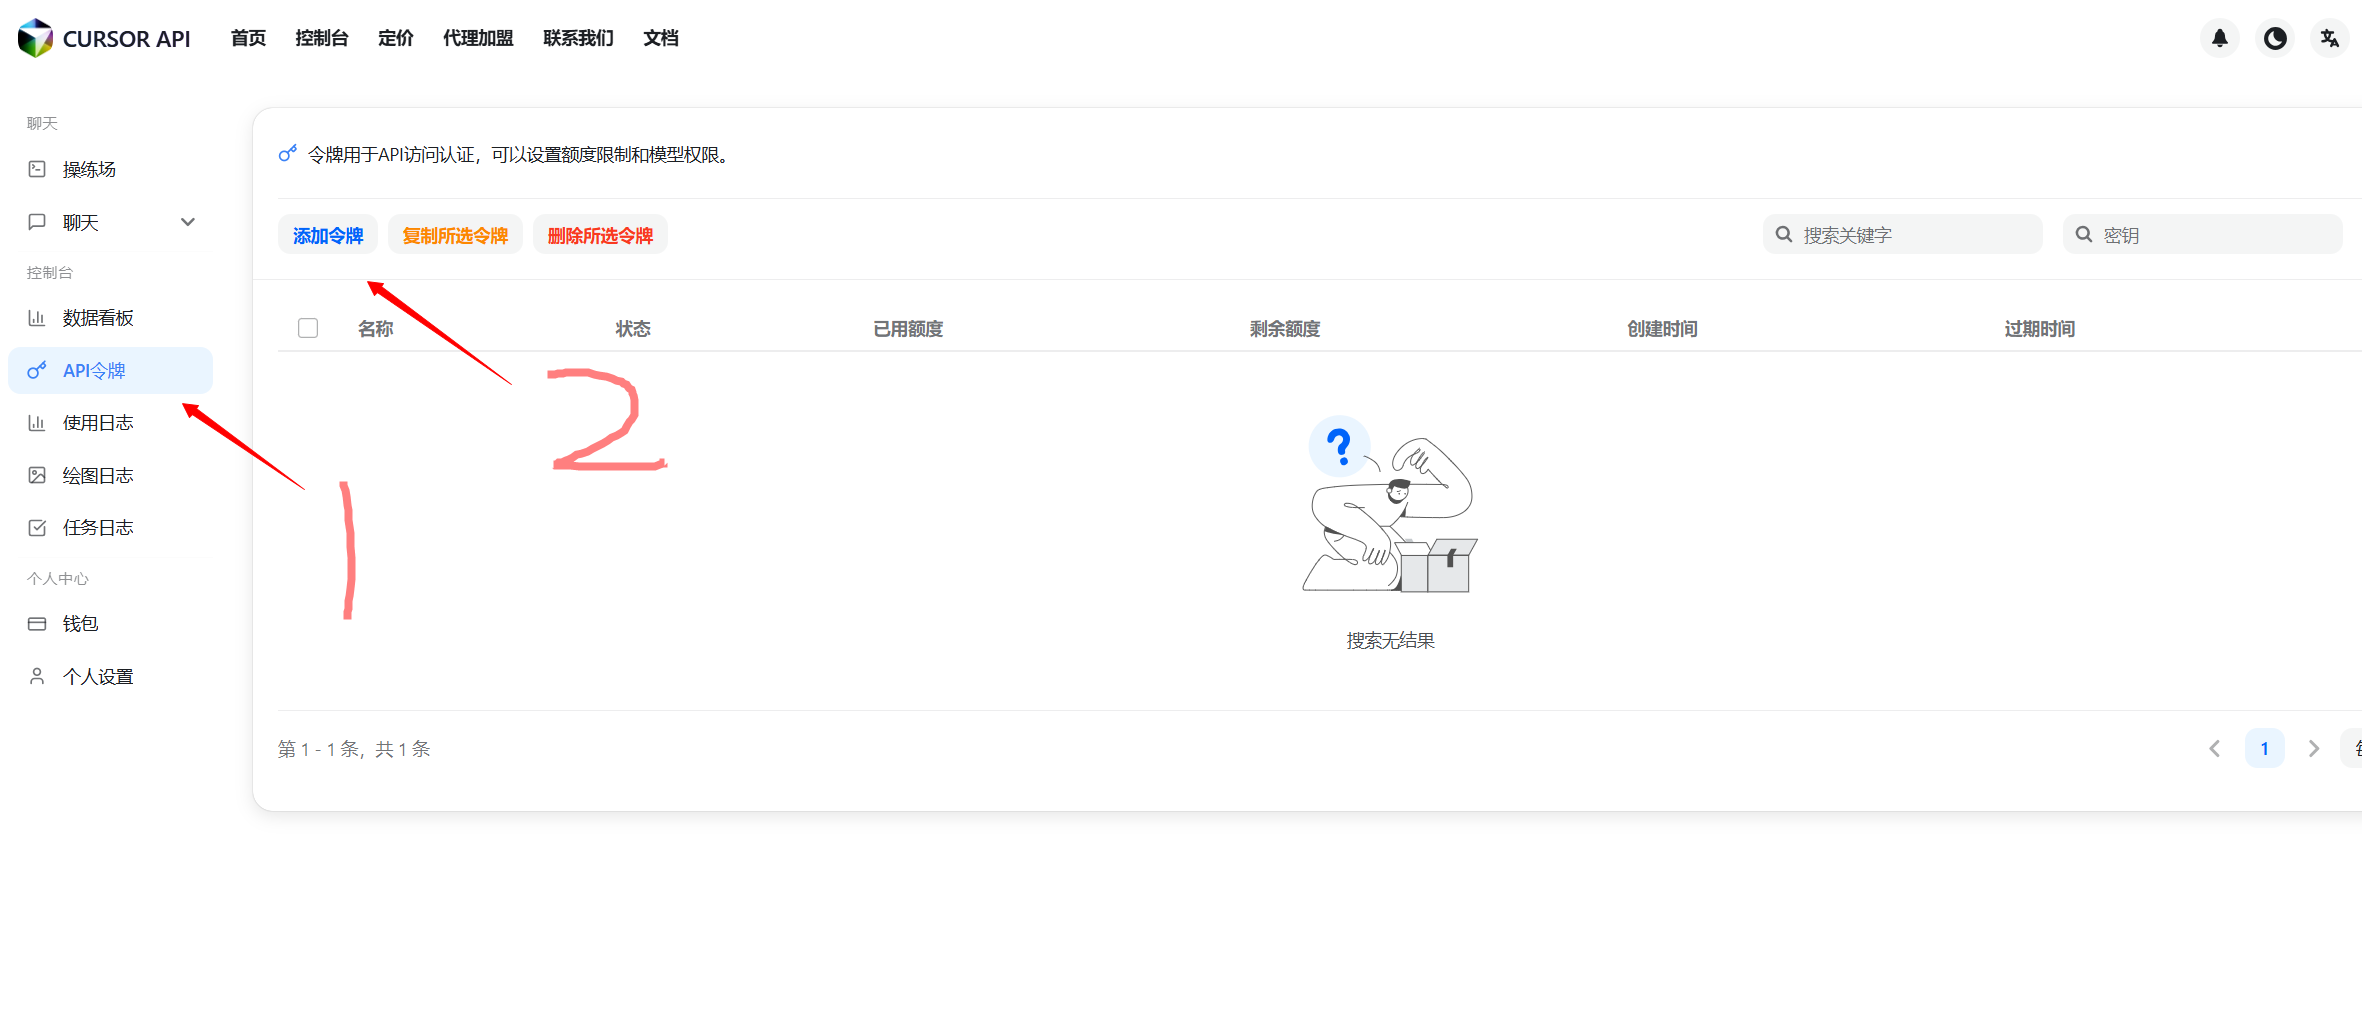 CURSOR API 首页 控制台 定价 代理加盟 联系我们 文档
聊天
操练场
聊天
控制台
数据看板
API令牌
使用日志
绘图日志
任务日志
个人中心
钱包
个人设置
令牌用于API访问认证，可以设置额度限制和模型权限。
添加令牌 复制所选令牌 删除所选令牌 搜索关键字 密钥
名称 状态 已用额度 剩余额度 创建时间 过期时间
2
1
?
搜索无结果
第 1 - 1 条，共 1 条 1